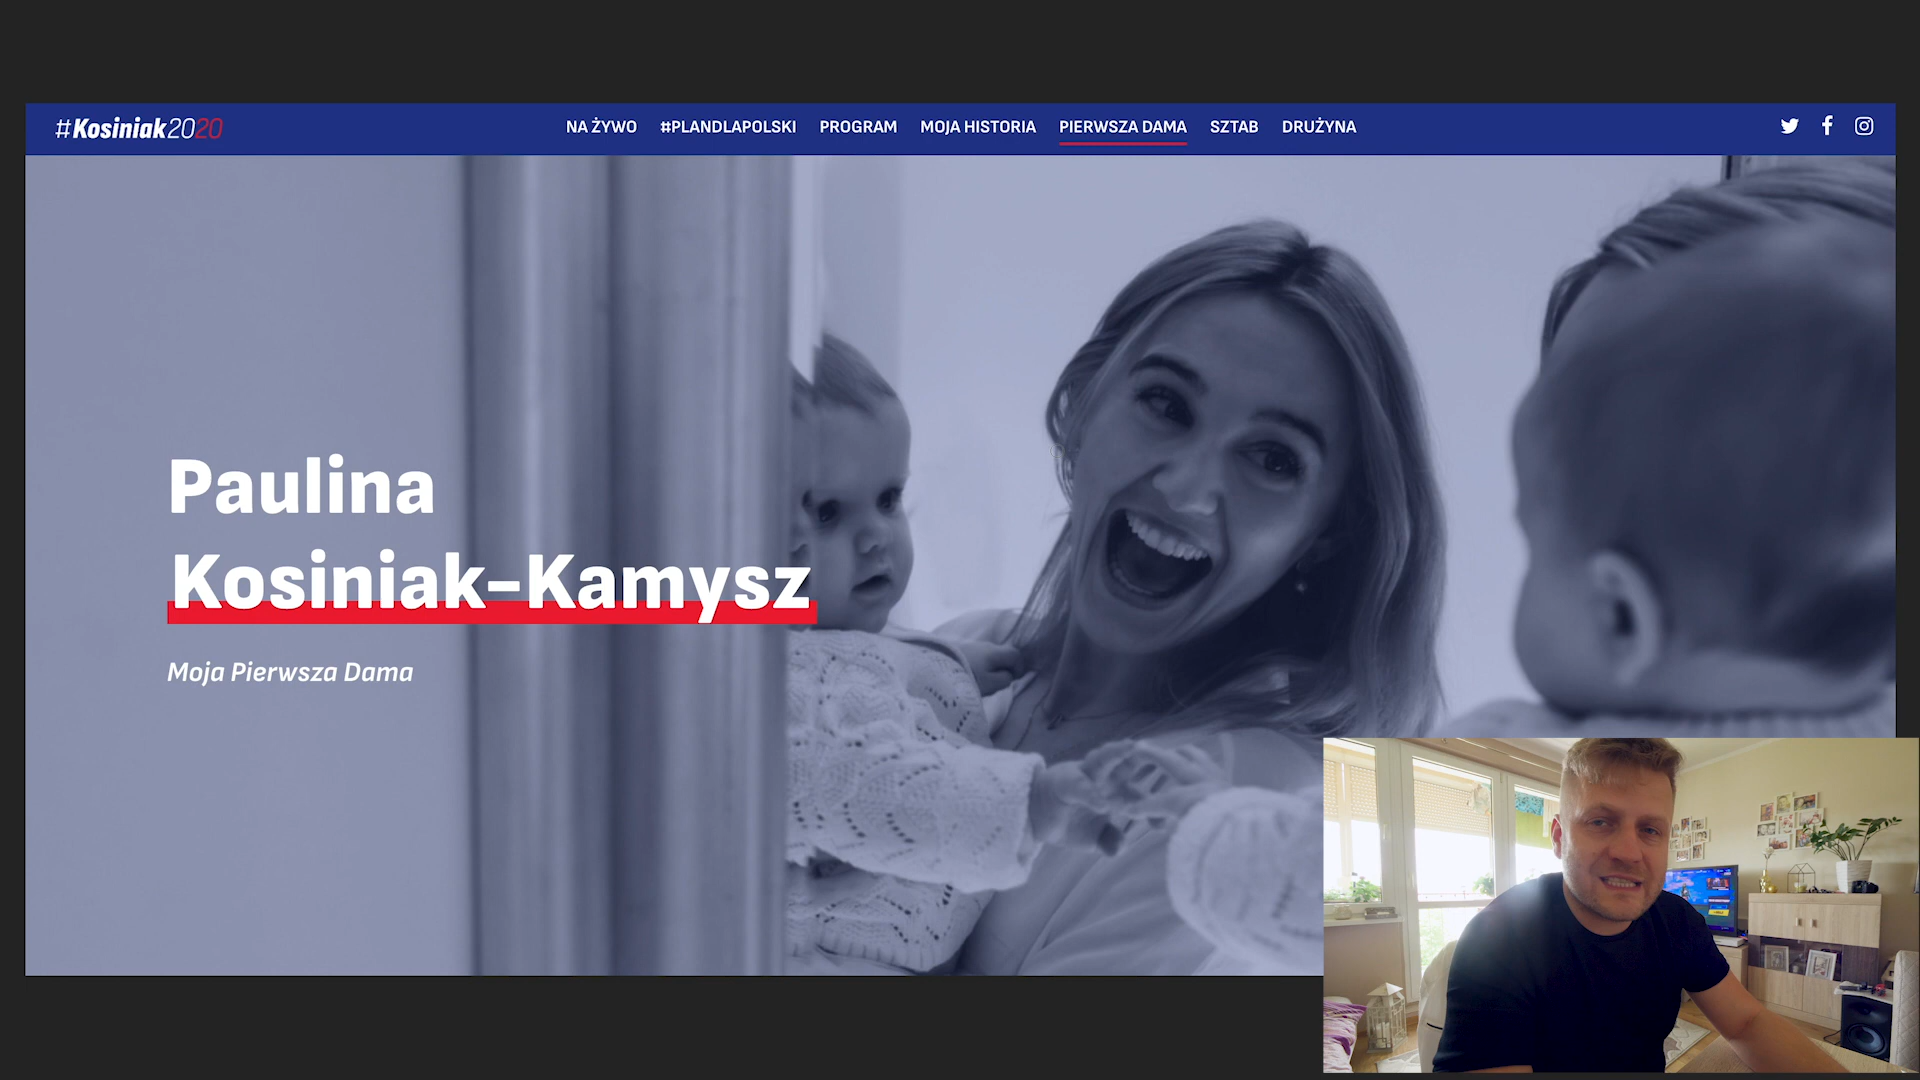 #Kosiniak2020
NA ŻYWO #PLANDLAPOLSKI PROGRAM MOJA HISTORIA PIERWSZA DAMA SZTAB DRUŻYNA
Paulina
Kosiniak-Kamysz
Moja Pierwsza Dama